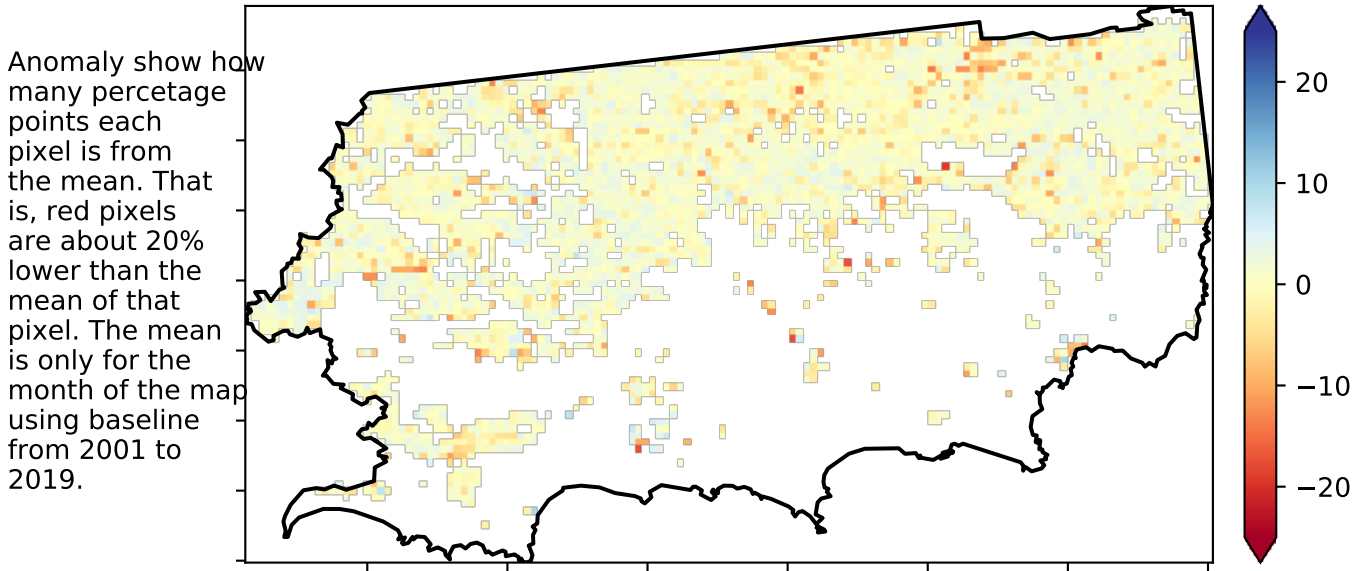 Anomaly show how
many percetage
points each
pixel is from
the mean. That
is, red pixels
are about 20%
lower than the
mean of that
pixel. The mean
is only for the
month of the map
using baseline
from 2001 to
2019.
20
10
0
−10
−20